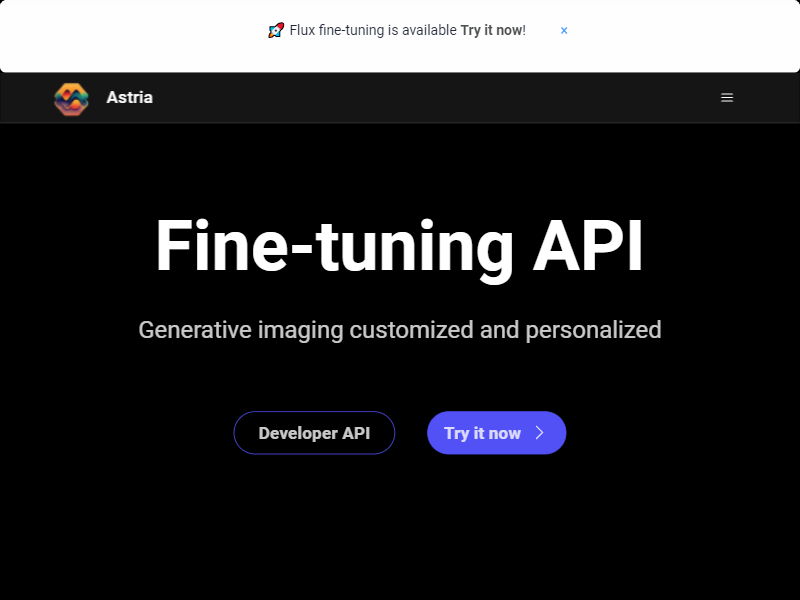 🚀 Flux fine-tuning is available Try it now! ×
Astria
Fine-tuning API
Generative imaging customized and personalized
Developer API
Try it now